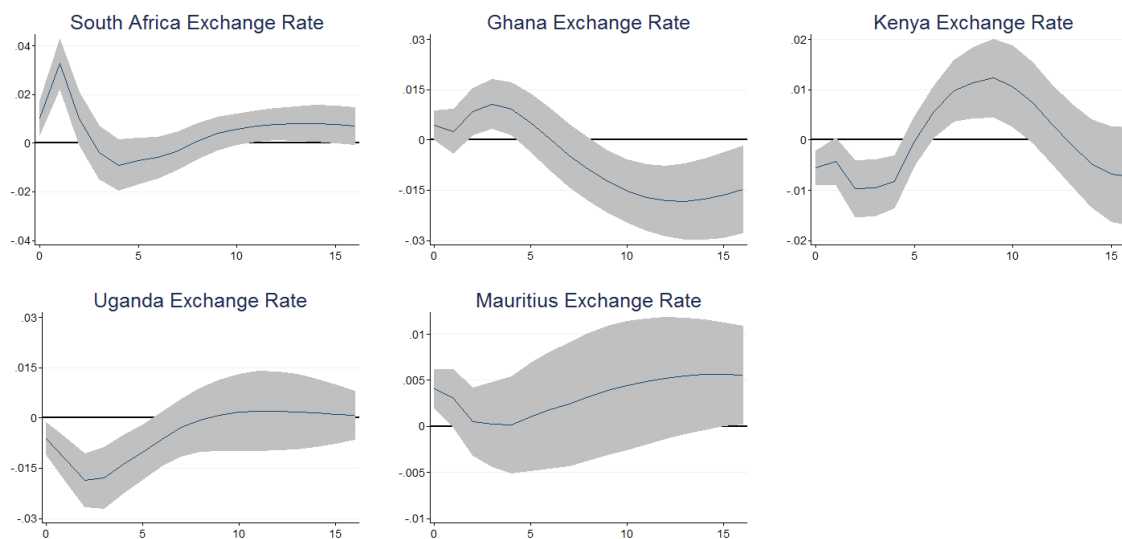 South Africa Exchange Rate
.04
.02
0
-.02
-.04
0 5 10 15
Ghana Exchange Rate
.03
.015
0
-.015
-.03
0 5 10 15
Kenya Exchange Rate
.02
.01
0
-.01
-.02
0 5 10 15
Uganda Exchange Rate
.03
.015
0
-.015
-.03
0 5 10 15
Mauritius Exchange Rate
.01
.005
0
-.005
-.01
0 5 10 15